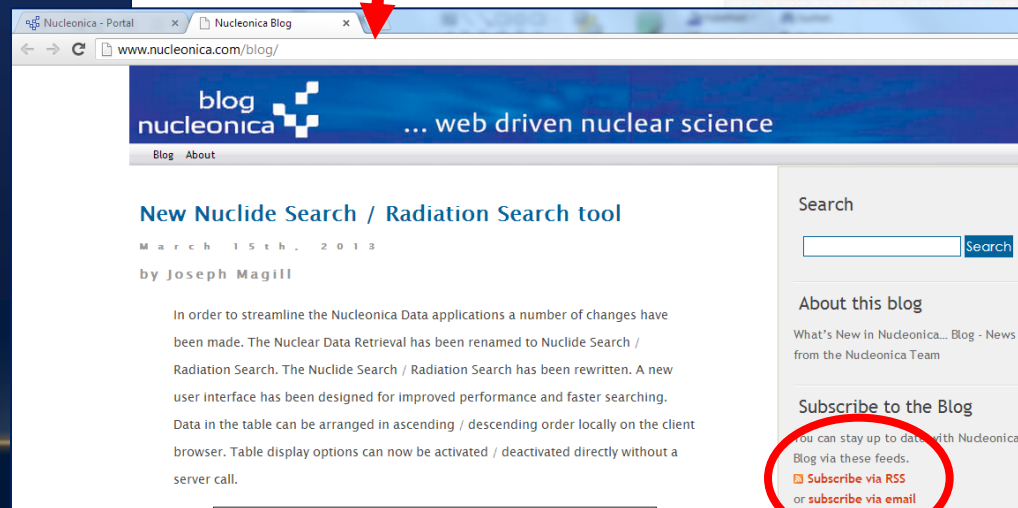 Nucleonica - Portal
Nucleonica Blog
www.nucleonica.com/blog/
blog
nucleonica
... web driven nuclear science
Blog About
New Nuclide Search / Radiation Search tool
March 15th, 2013
by Joseph Magill
In order to streamline the Nucleonica Data applications a number of changes have
been made. The Nuclear Data Retrieval has been renamed to Nuclide Search /
Radiation Search. The Nuclide Search / Radiation Search has been rewritten. A new
user interface has been designed for improved performance and faster searching.
Data in the table can be arranged in ascending / descending order locally on the client
browser. Table display options can now be activated / deactivated directly without a
server call.
Search
Search
About this blog
What's New in Nucleonica... Blog - News
from the Nucleonica Team
Subscribe to the Blog
You can stay up to date with Nucleonica
Blog via these feeds.
Subscribe via RSS
or subscribe via email